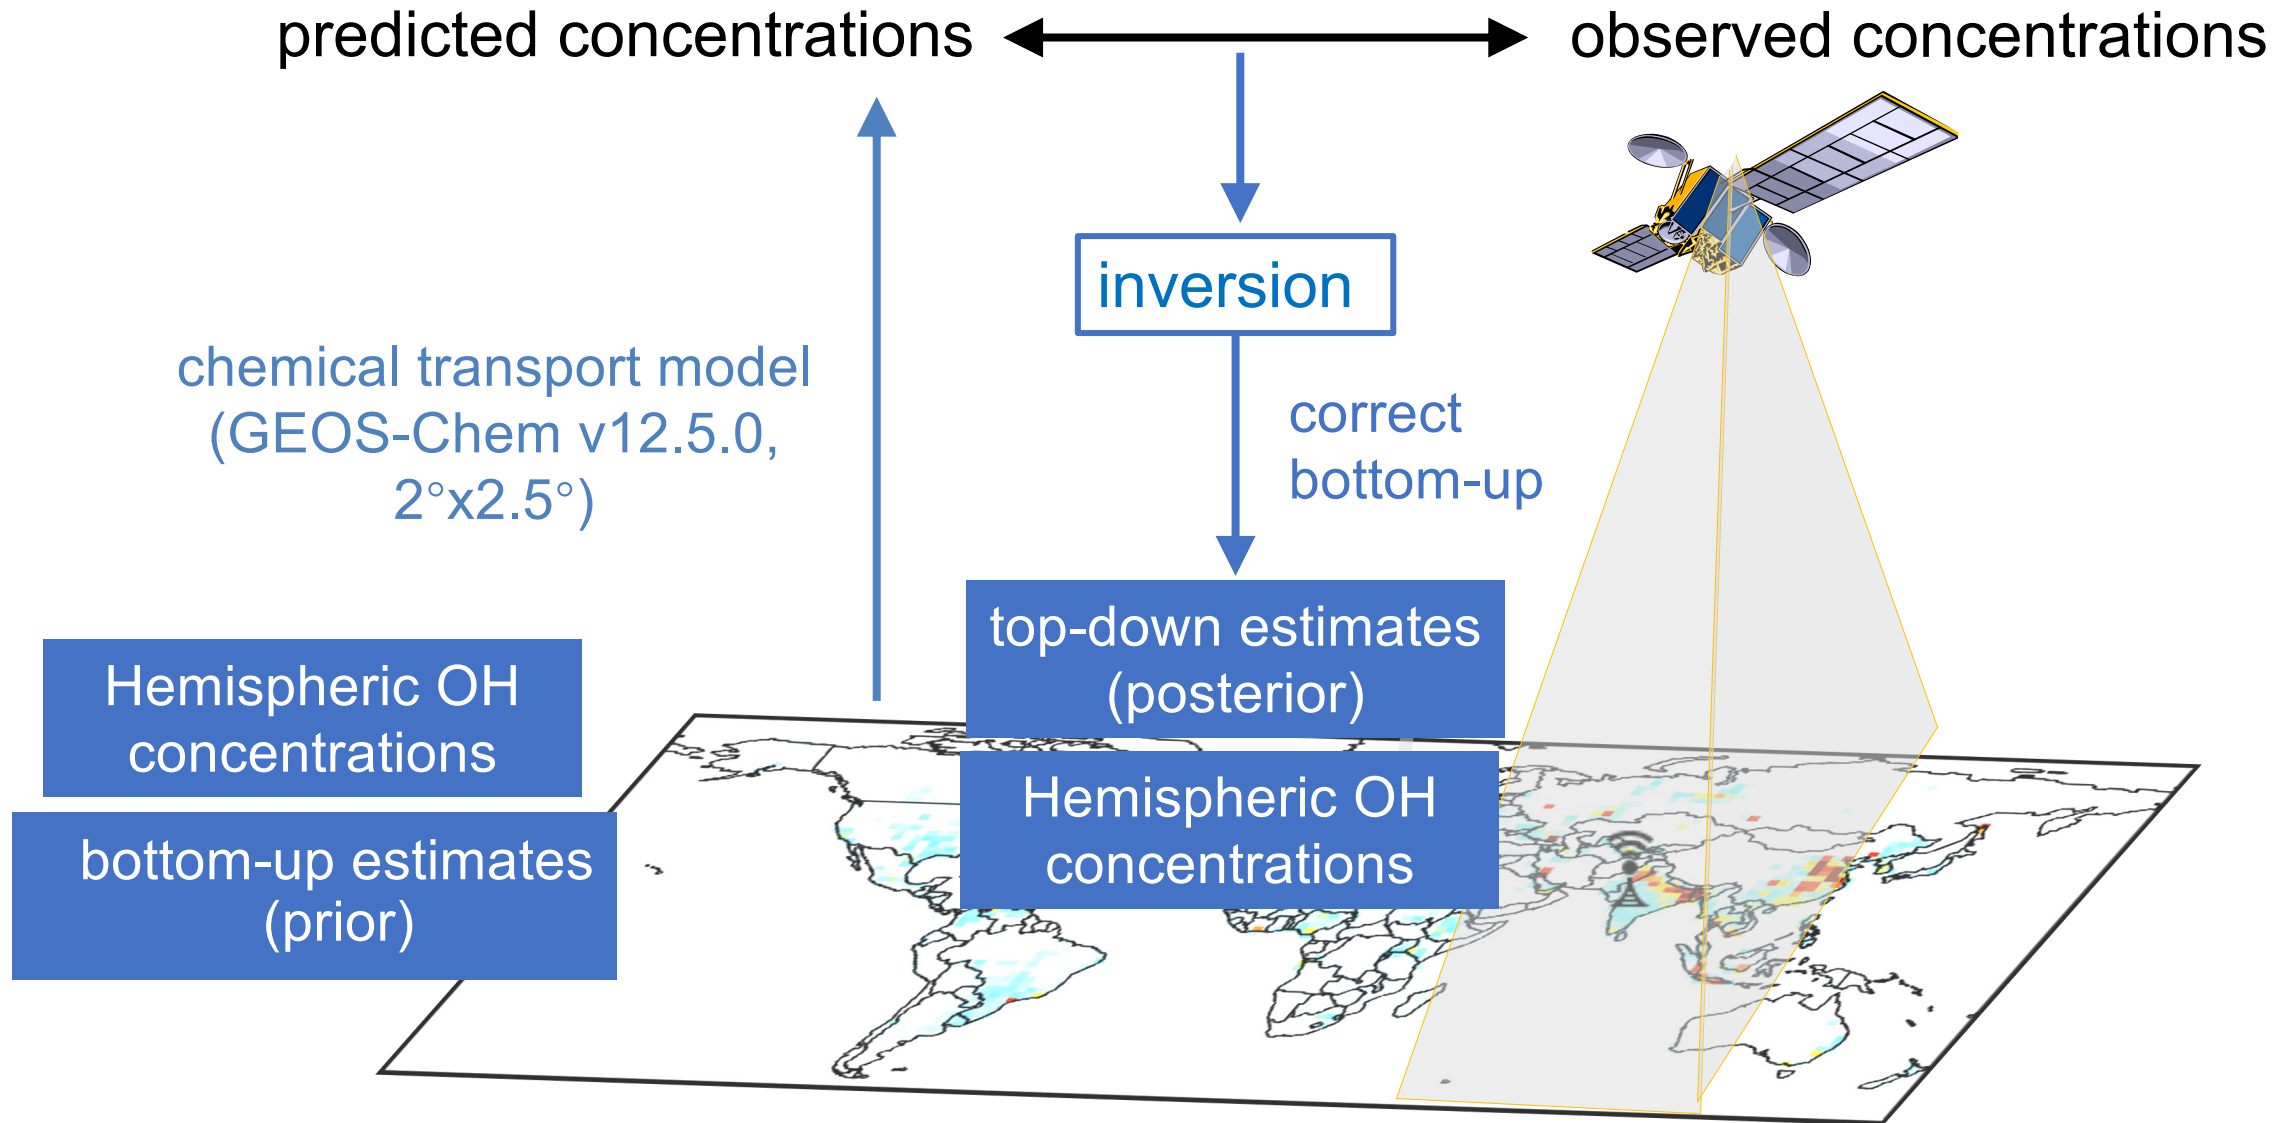 predicted concentrations
observed concentrations
inversion
chemical transport model
(GEOS-Chem v12.5.0,
2°x2.5°)
correct
bottom-up
top-down estimates
(posterior)
Hemispheric OH
concentrations
Hemispheric OH
concentrations
bottom-up estimates
(prior)